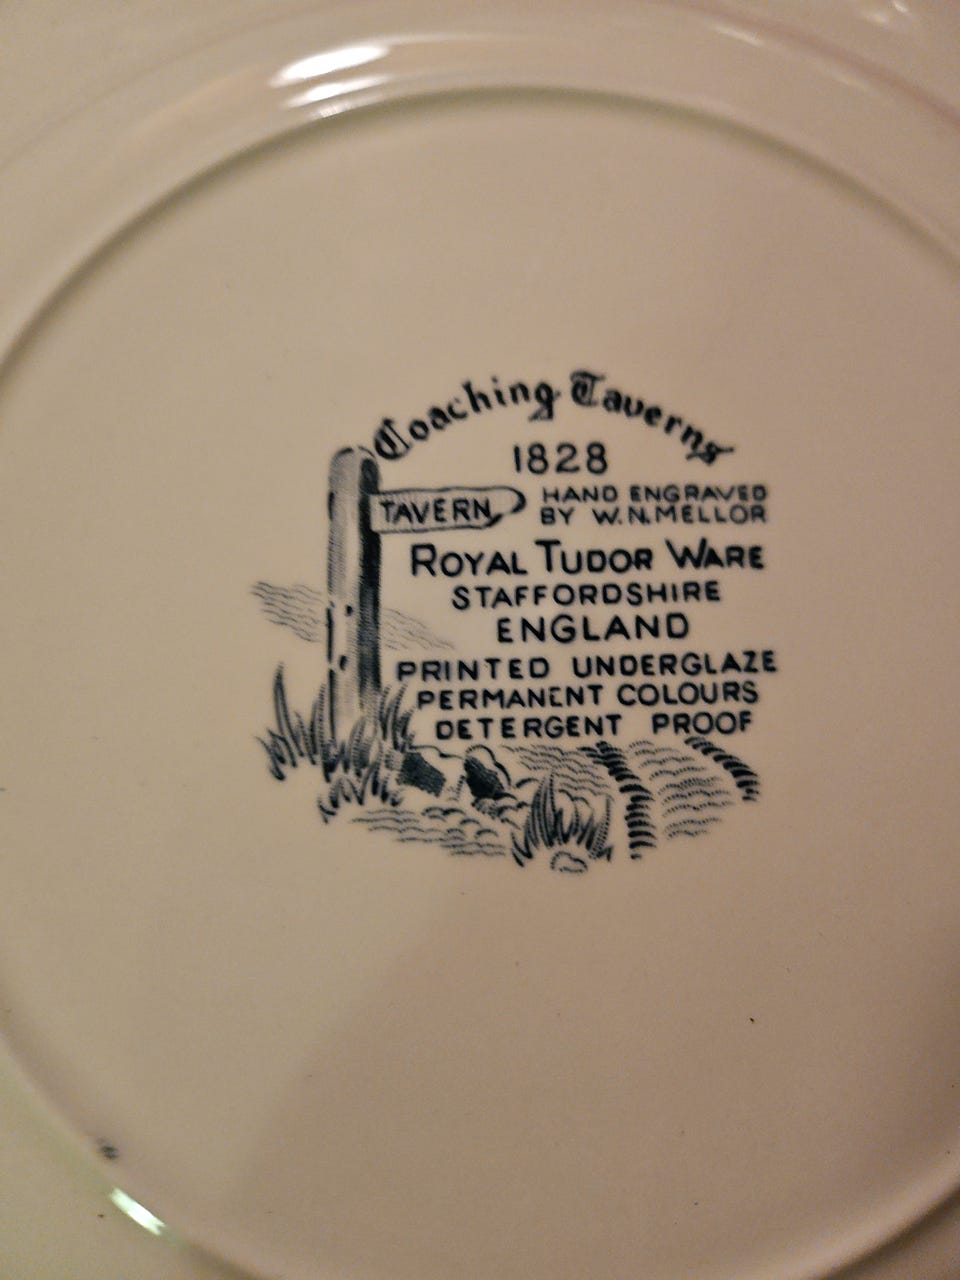 Coaching Taverns
1828
TAVERN
HAND ENGRAVED
BY W.N.MELLOR
ROYAL TUDOR WARE
STAFFORDSHIRE
ENGLAND
PRINTED UNDERGLAZE
PERMANENT COLOURS
DETERGENT PROOF